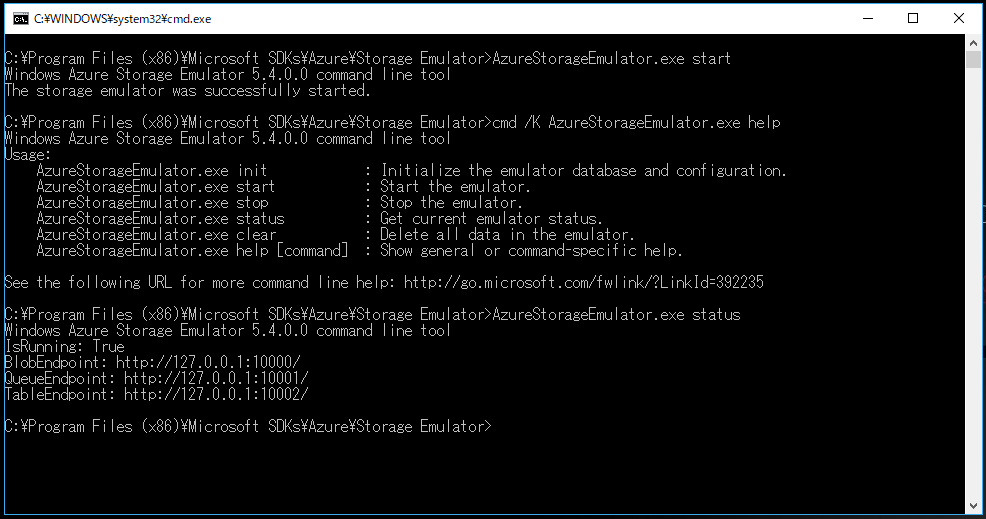 C:¥WINDOWS¥system32¥cmd.exe
C:¥Program Files (x86)¥Microsoft SDKs¥Azure¥Storage Emulator>AzureStorageEmulator.exe start
Windows Azure Storage Emulator 5.4.0.0 command line tool
The storage emulator was successfully started.
C:¥Program Files (x86)¥Microsoft SDKs¥Azure¥Storage Emulator>cmd /K AzureStorageEmulator.exe help
Windows Azure Storage Emulator 5.4.0.0 command line tool
Usage:
    AzureStorageEmulator.exe init            : Initialize the emulator database and configuration.
    AzureStorageEmulator.exe start           : Start the emulator.
    AzureStorageEmulator.exe stop            : Stop the emulator.
    AzureStorageEmulator.exe status          : Get current emulator status.
    AzureStorageEmulator.exe clear           : Delete all data in the emulator.
    AzureStorageEmulator.exe help [command]  : Show general or command-specific help.
See the following URL for more command line help: http://go.microsoft.com/fwlink/?LinkId=392235
C:¥Program Files (x86)¥Microsoft SDKs¥Azure¥Storage Emulator>AzureStorageEmulator.exe status
Windows Azure Storage Emulator 5.4.0.0 command line tool
IsRunning: True
BlobEndpoint: http://127.0.0.1:10000/
QueueEndpoint: http://127.0.0.1:10001/
TableEndpoint: http://127.0.0.1:10002/
C:¥Program Files (x86)¥Microsoft SDKs¥Azure¥Storage Emulator>